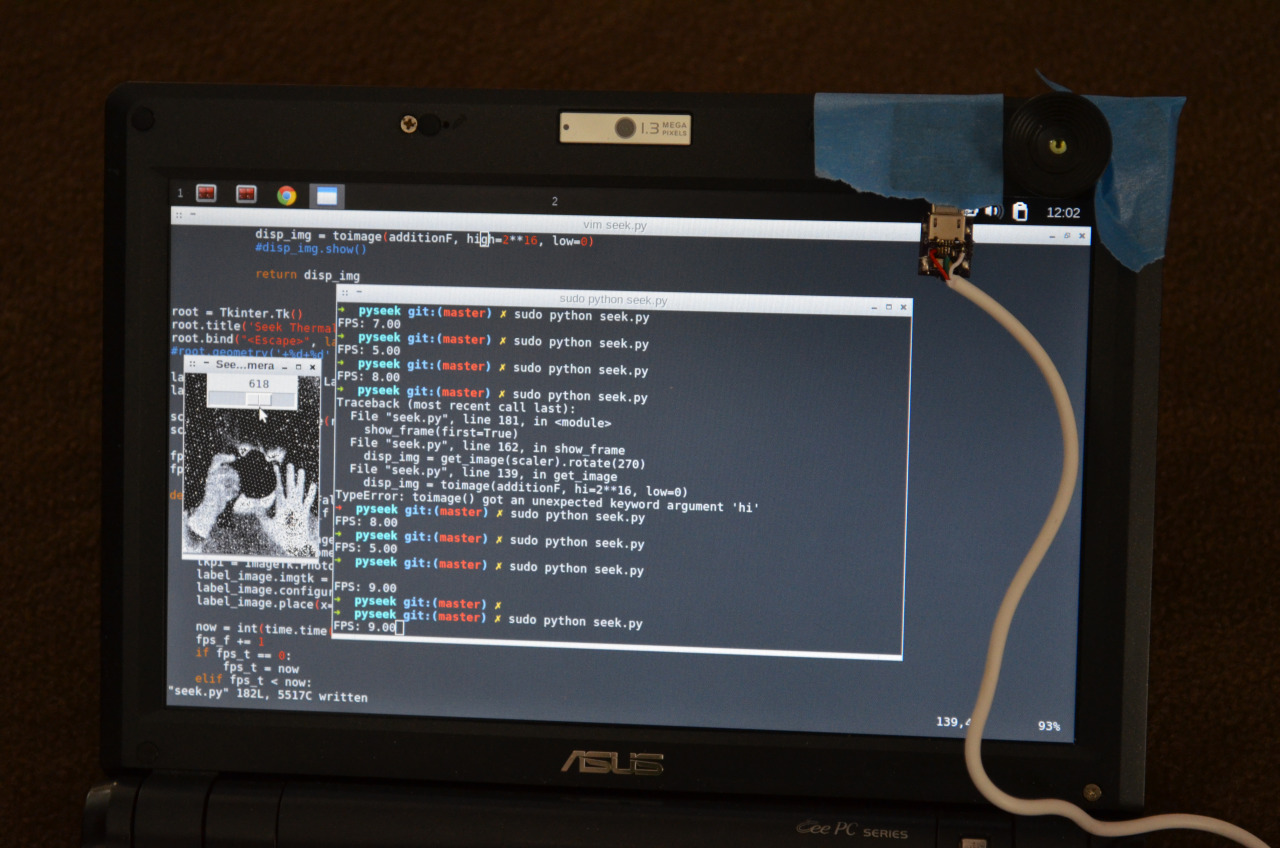 1.3 MEGA PIXELS
1
2
12:02
vim seek.py
disp_img = toimage(additionF, high=2**16, low=0)
#disp_img.show()
return disp_img
root = Tkinter.Tk()
root.title('Seek Thermal
root.bind("<Escape>", la
#root.geometry('+%d+%d'
See...mera
618
sudo python seek.py
➜ pyseek git:(master) ✗ sudo python seek.py
FPS: 7.00
➜ pyseek git:(master) ✗ sudo python seek.py
FPS: 5.00
➜ pyseek git:(master) ✗ sudo python seek.py
FPS: 8.00
➜ pyseek git:(master) ✗ sudo python seek.py
Traceback (most recent call last):
File "seek.py", line 181, in <module>
show_frame(first=True)
File "seek.py", line 162, in show_frame
disp_img = get_image(scaler).rotate(270)
File "seek.py", line 139, in get_image
disp_img = toimage(additionF, hi=2**16, low=0)
TypeError: toimage() got an unexpected keyword argument 'hi'
➜ pyseek git:(master) ✗ sudo python seek.py
FPS: 8.00
➜ pyseek git:(master) ✗ sudo python seek.py
FPS: 5.00
➜ pyseek git:(master) ✗ sudo python seek.py
FPS: 9.00
➜ pyseek git:(master) ✗
➜ pyseek git:(master) ✗ sudo python seek.py
FPS: 9.00
label_image.imgtk =
label_image.configur
label_image.place(x=
now = int(time.time
fps_f += 1
if fps_t == 0:
fps_t = now
elif fps_t < now:
"seek.py" 182L, 5517C written
139,4
93%
ASUS
Eee PC SERIES